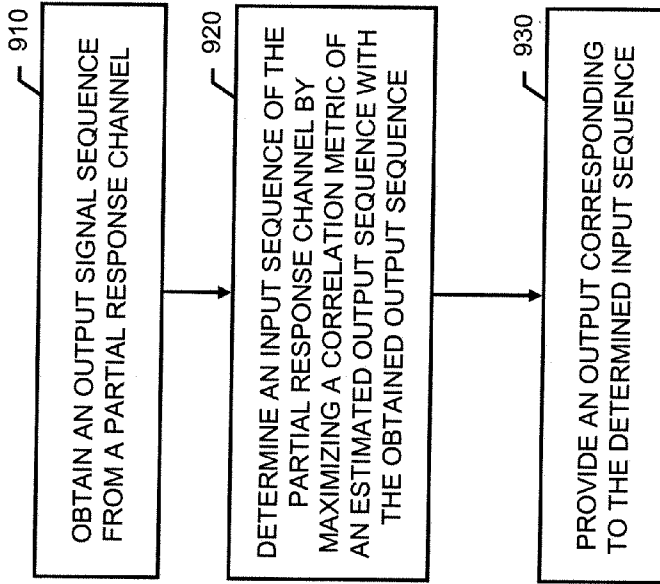 910
OBTAIN AN OUTPUT SIGNAL SEQUENCE
FROM A PARTIAL RESPONSE CHANNEL
920
DETERMINE AN INPUT SEQUENCE OF THE
PARTIAL RESPONSE CHANNEL BY
MAXIMIZING A CORRELATION METRIC OF
AN ESTIMATED OUTPUT SEQUENCE WITH
THE OBTAINED OUTPUT SEQUENCE
930
PROVIDE AN OUTPUT CORRESPONDING
TO THE DETERMINED INPUT SEQUENCE